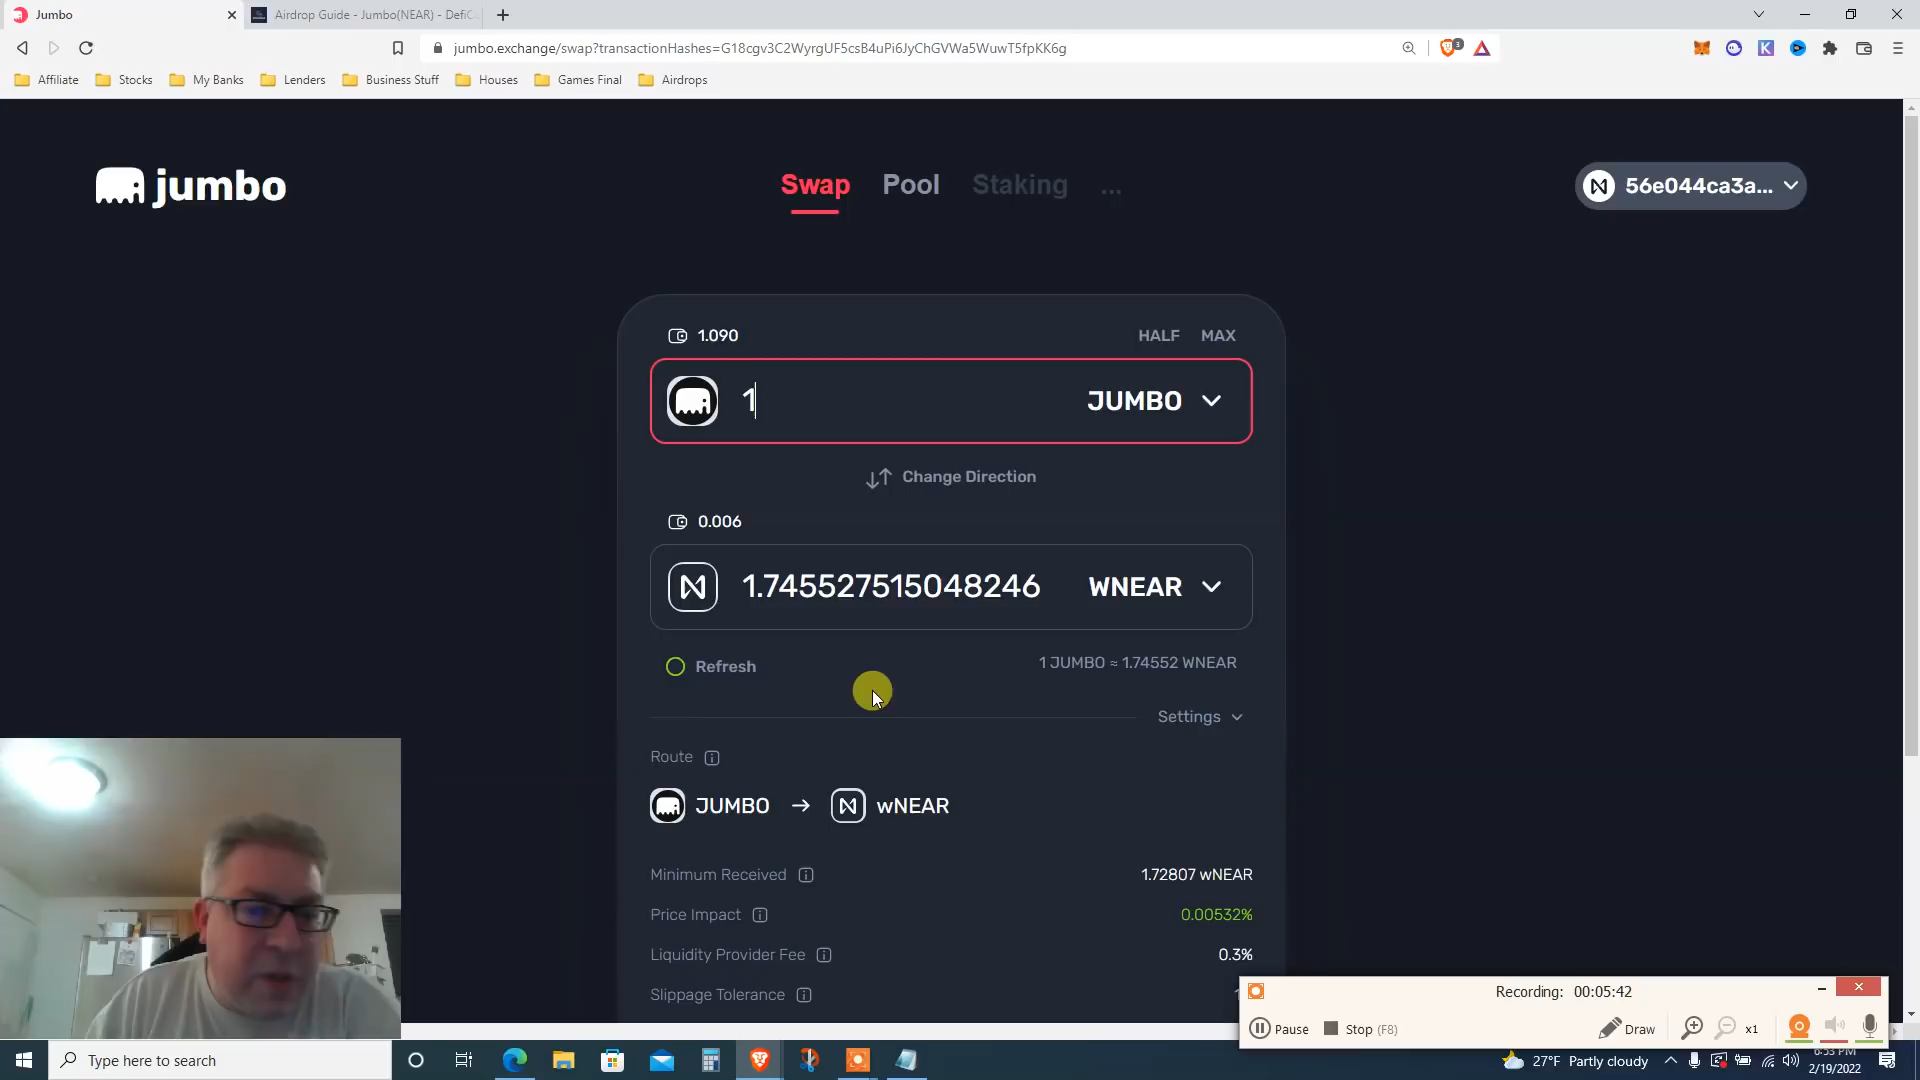 Jumbo
Airdrop Guide - Jumbo(NEAR) - DefiC
jumbo.exchange/swap?transactionHashes=G18cgv3C2WyrgUF5csB4uPi6JyChGVWa5WuwT5fpKK6g
3
Affiliate
Stocks
My Banks
Lenders
Business Stuff
Houses
Games Final
Airdrops
jumbo
Swap
Pool
Staking
...
56e044ca3a...
1.090
HALF
MAX
1
JUMBO
Change Direction
0.006
1.745527515048246
WNEAR
Refresh
1 JUMBO ≈ 1.74552 WNEAR
Settings
Route
JUMBO → wNEAR
Minimum Received
1.72807 wNEAR
Price Impact
0.00532%
Liquidity Provider Fee
0.3%
Slippage Tolerance
Recording: 00:05:42
Pause
Stop (F8)
Draw
x1
Type here to search
27°F Partly cloudy
6:53 PM
2/19/2022